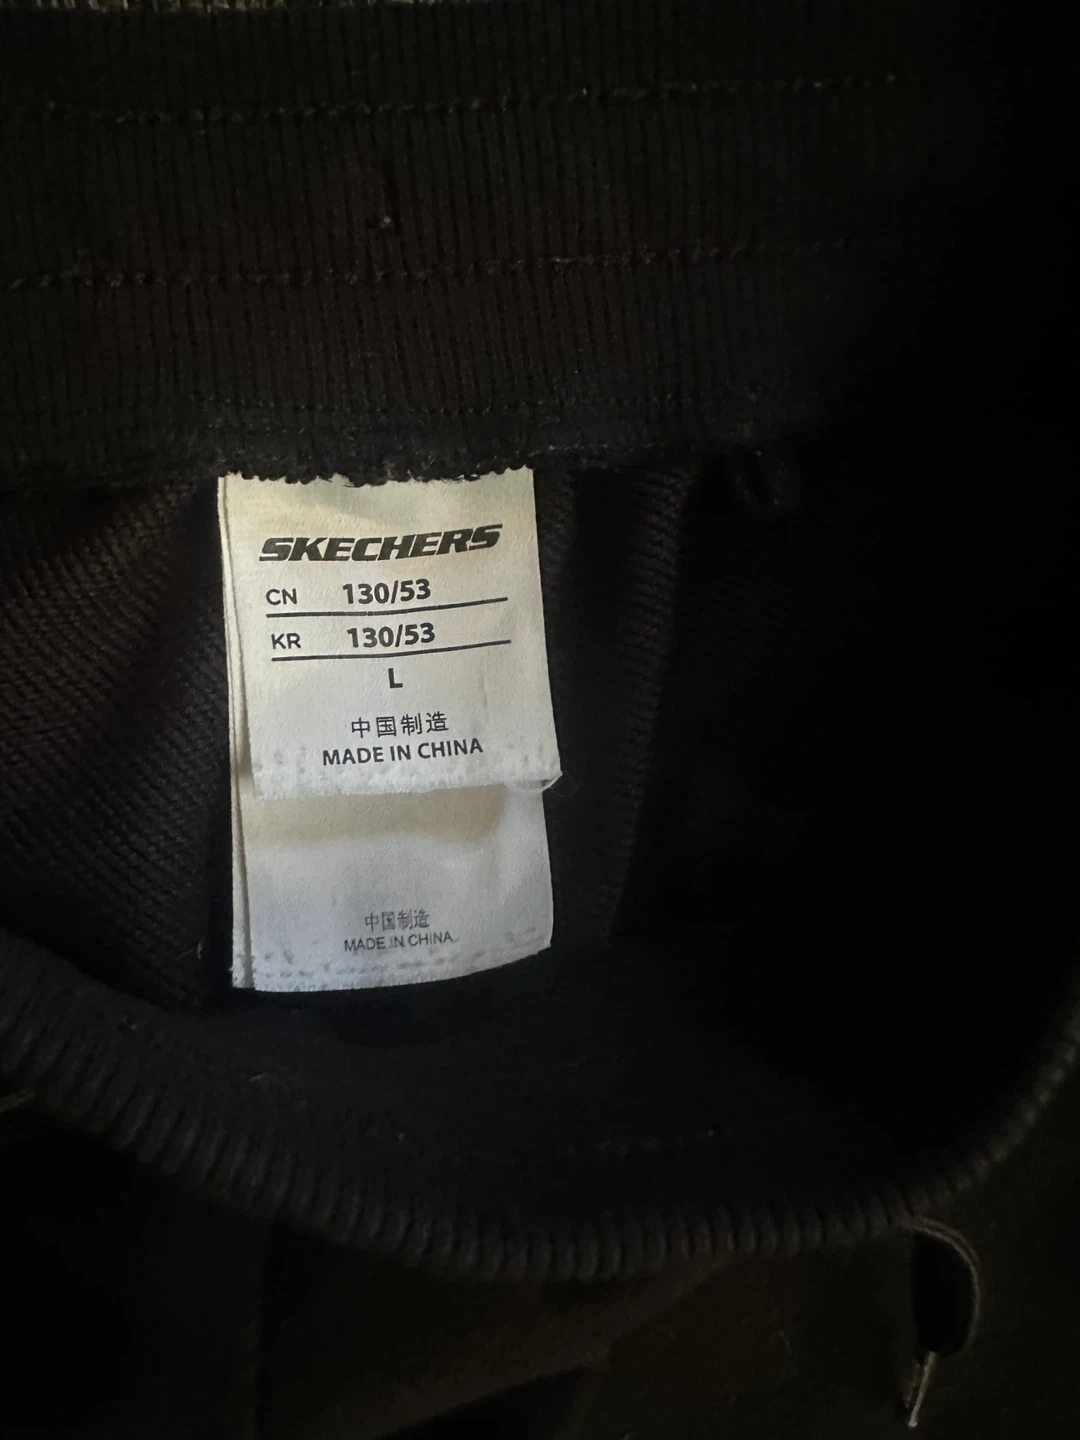 SKECHERS
CN 130/53
KR 130/53
L
中国制造
MADE IN CHINA
中国制造
MADE IN CHINA